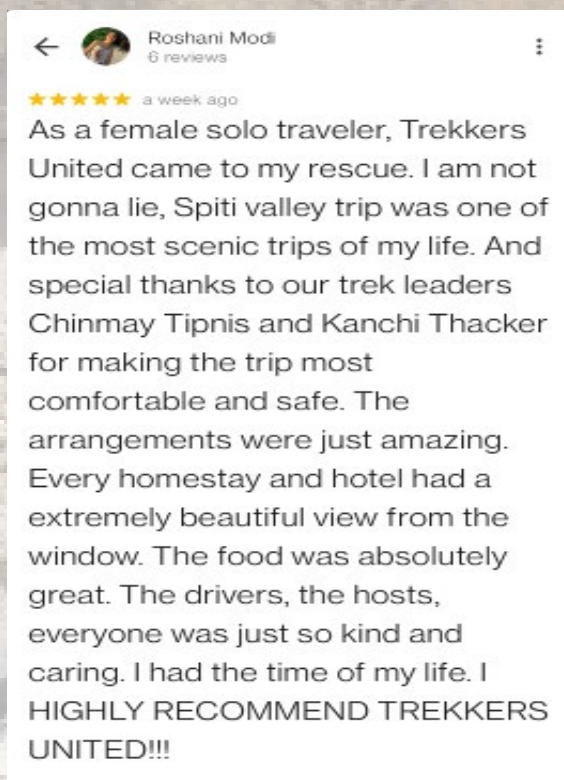 Roshani Modi
6 reviews
a week ago
As a female solo traveler, Trekkers
United came to my rescue. I am not
gonna lie, Spiti valley trip was one of
the most scenic trips of my life. And
special thanks to our trek leaders
Chinmay Tipnis and Kanchi Thacker
for making the trip most
comfortable and safe. The
arrangements were just amazing.
Every homestay and hotel had a
extremely beautiful view from the
window. The food was absolutely
great. The drivers, the hosts,
everyone was just so kind and
caring. I had the time of my life. I
HIGHLY RECOMMEND TREKKERS
UNITED!!!